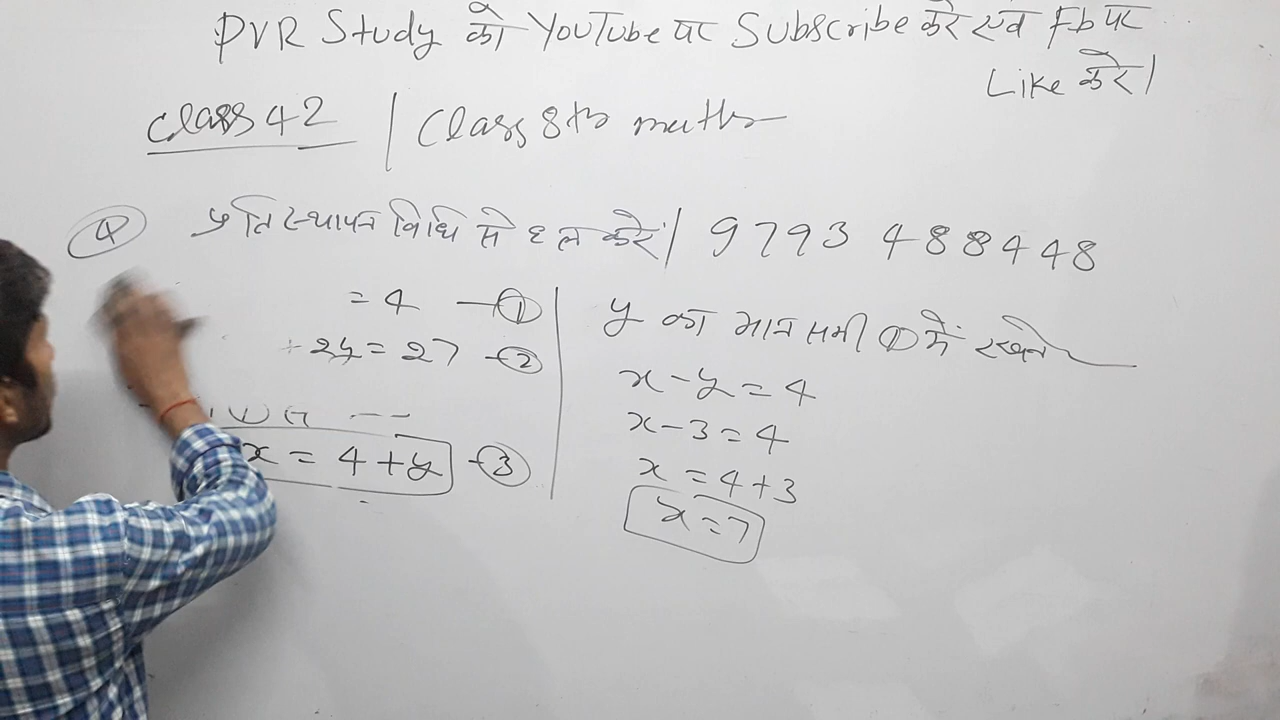 PVR Study को YouTube पर Subscribe करें एवं Fb पर
Like करें।
Class 42 | Class 8th maths
Q प्रतिस्थापन विधि से हल करें। 9793 488448
= 4 — ①
+ 2y = 27 — ②
x = 4 + y — ③
y का मान समी ① में रखने
x - y = 4
x - 3 = 4
x = 4 + 3
x = 7